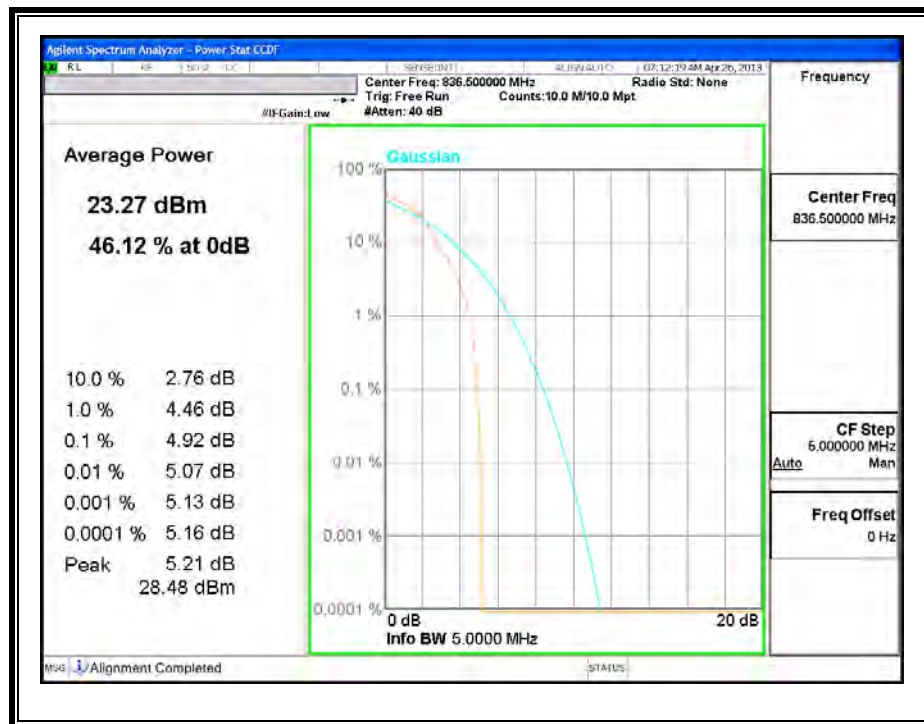 Agilent Spectrum Analyzer - Power Stat CCDF
LXI RL RF 50 Ω DC SENSE:INT ALIGNAUTO 07:12:19 AM Apr 26, 2013
Center Freq: 836.500000 MHz Radio Std: None
Trig: Free Run Counts:10.0 M/10.0 Mpt
#IFGain:Low #Atten: 40 dB
Frequency
Average Power
23.27 dBm
46.12 % at 0dB
10.0 % 2.76 dB
1.0 % 4.46 dB
0.1 % 4.92 dB
0.01 % 5.07 dB
0.001 % 5.13 dB
0.0001 % 5.16 dB
Peak 5.21 dB
28.48 dBm
Gaussian
100 %
10 %
1 %
0.1 %
0.01 %
0.001 %
0.0001 %
0 dB 20 dB
Info BW 5.0000 MHz
Center Freq
836.500000 MHz
CF Step
5.000000 MHz
Auto Man
Freq Offset
0 Hz
MSG Alignment Completed STATUS